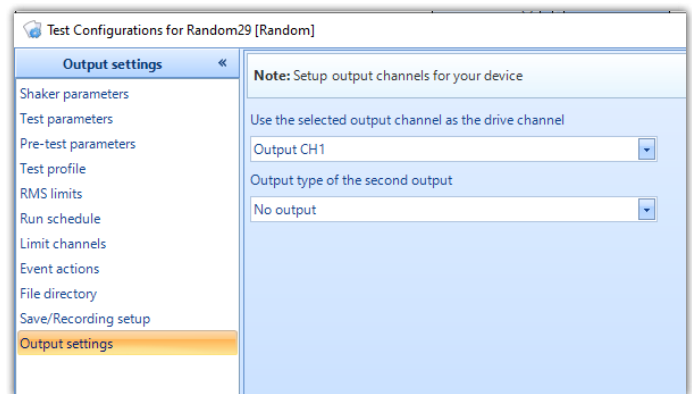 Test Configurations for Random29 [Random]
Output settings «
Note: Setup output channels for your device
Shaker parameters
Test parameters
Pre-test parameters
Test profile
RMS limits
Run schedule
Limit channels
Event actions
File directory
Save/Recording setup
Output settings
Use the selected output channel as the drive channel
Output CH1
Output type of the second output
No output